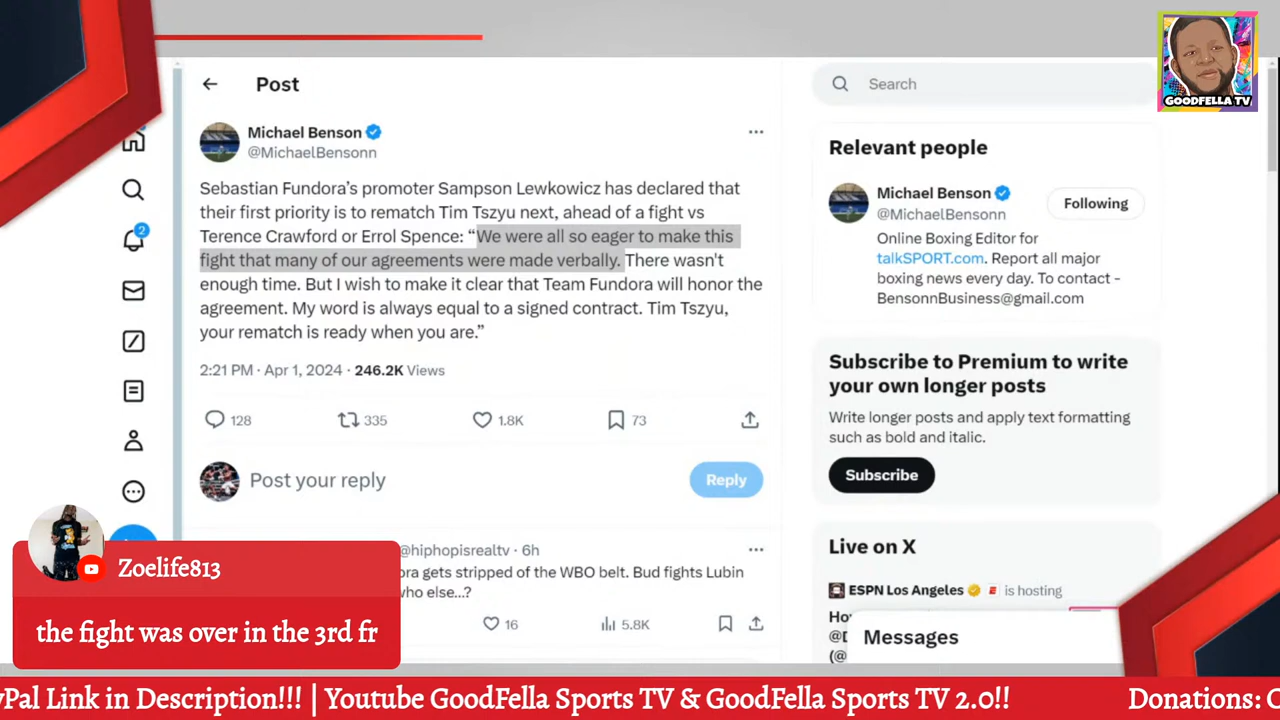 GOODFELLA TV
Post
Search
Michael Benson
@MichaelBensonn
Sebastian Fundora's promoter Sampson Lewkowicz has declared that
their first priority is to rematch Tim Tszyu next, ahead of a fight vs
Terence Crawford or Errol Spence: “We were all so eager to make this
fight that many of our agreements were made verbally. There wasn't
enough time. But I wish to make it clear that Team Fundora will honor the
agreement. My word is always equal to a signed contract. Tim Tszyu,
your rematch is ready when you are.”
2:21 PM · Apr 1, 2024 · 246.2K Views
128
335
1.8K
73
Post your reply
Reply
@hiphopisrealtv · 6h
ora gets stripped of the WBO belt. Bud fights Lubin
who else...?
16
5.8K
2
Relevant people
Michael Benson
@MichaelBensonn
Following
Online Boxing Editor for
talkSPORT.com. Report all major
boxing news every day. To contact -
BensonnBusiness@gmail.com
Subscribe to Premium to write
your own longer posts
Write longer posts and apply text formatting
such as bold and italic.
Subscribe
Live on X
ESPN Los Angeles is hosting
Ho
@D
(@
Messages
Zoelife813
the fight was over in the 3rd fr
yPal Link in Description!!! | Youtube GoodFella Sports TV & GoodFella Sports TV 2.0!! Donations: C